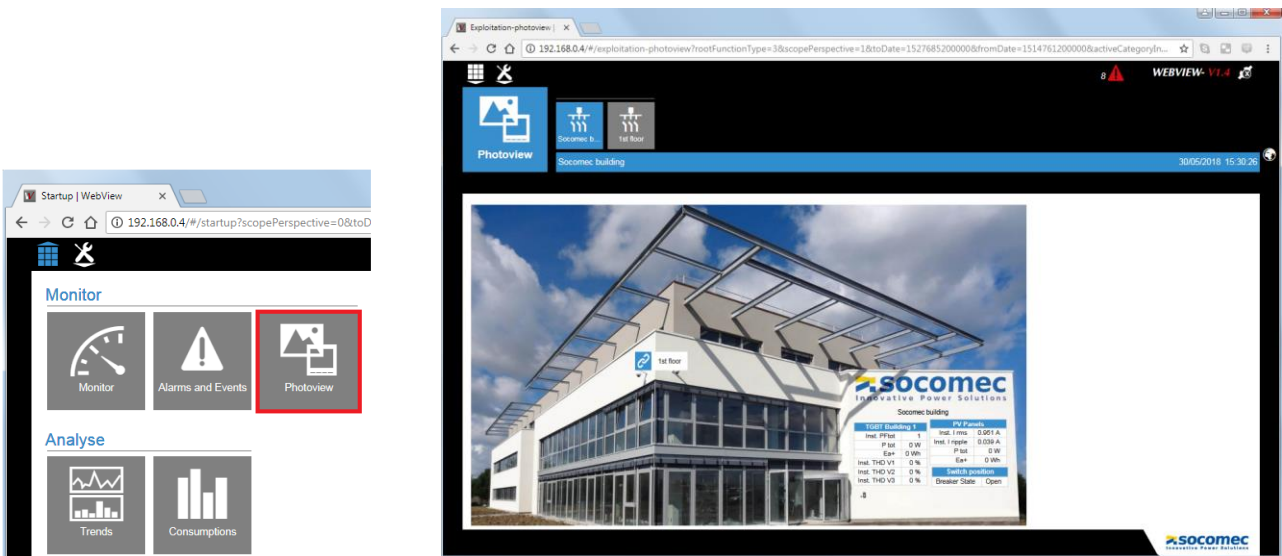 Startup | WebView
192.168.0.4/#/startup?scopePerspective=0&toD
Monitor
Monitor
Alarms and Events
Photoview
Analyse
Trends
Consumptions
Exploitation-photoview |
192.168.0.4/#/exploitation-photoview?rootFunctionType=3&scopePerspective=1&toDate=1527685200000&fromDate=1514761200000&activeCategoryIn...
8
WEBVIEW- V1.4
Photoview
Socomec b...
1st floor
Socomec building
30/05/2018 15:30:26
1st floor
socomec
Innovative Power Solutions
Socomec building
TGBT Building 1
Inst. PFtot 1
P tot 0 W
Ea+ 0 Wh
Inst. THD V1 0 %
Inst. THD V2 0 %
Inst. THD V3 0 %
PV Panels
Inst. I rms 0.951 A
Inst. I ripple 0.039 A
P tot 0 W
Ea+ 0 Wh
Switch position
Breaker State Open
socomec
Innovative Power Solutions